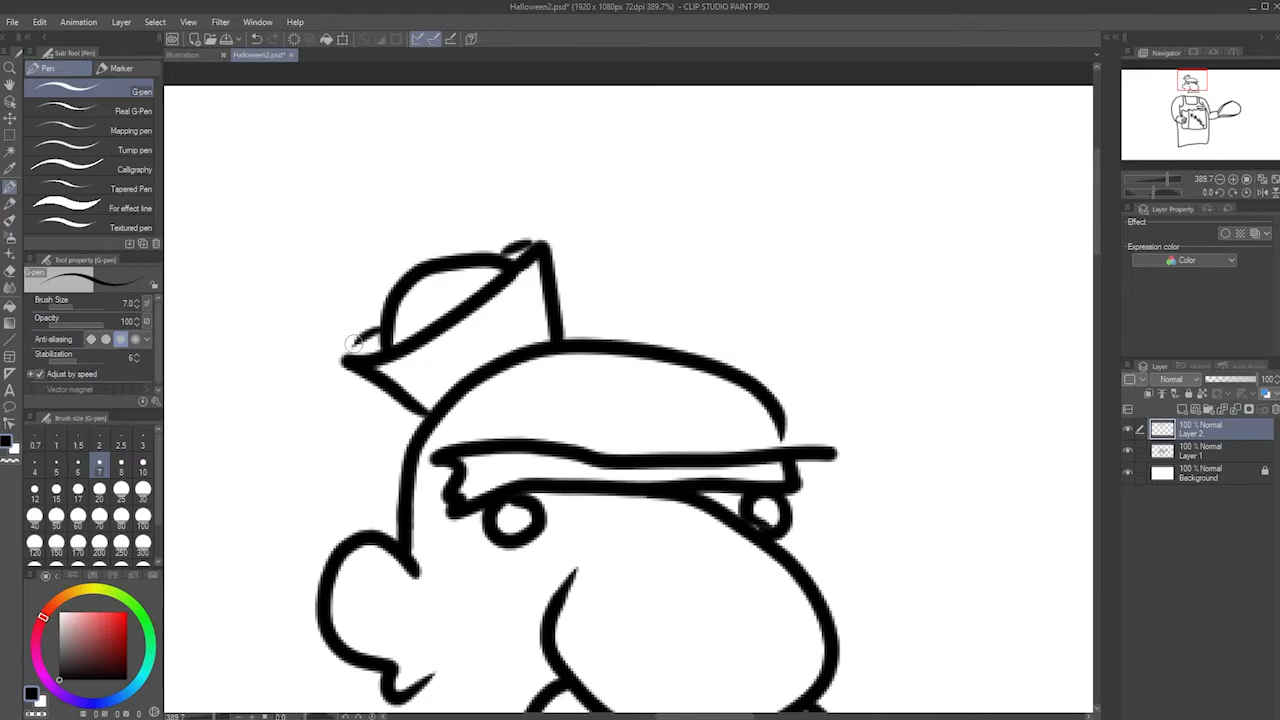 Halloween2.psd* (1920 x 1080px 72dpi 389.7%) - CLIP STUDIO PAINT PRO
File Edit Animation Layer Select View Filter Window Help
Sub Tool [Pen]
Illustration Halloween2.psd*
Navigator
Pen Marker
G-pen
Real G-Pen
Mapping pen
Turnip pen
Calligraphy
Tapered Pen
For effect line
Textured pen
389.7
0.0
Layer Property
Effect
Expression color
Color
Tool property [G-pen]
G-pen
Brush Size 7.0
Opacity 100
Anti-aliasing
Stabilization 6
Adjust by speed
Vector magnet
Brush size [G-pen]
0.7 1 1.5 2 2.5 3
4 5 6 7 8 10
12 15 17 20 25 30
40 50 60 70 80 100
120 150 170 200 250 300
Layer
Normal 100
100 % Normal
Layer 2
100 % Normal
Layer 1
100 % Normal
Background
389.7 0.0